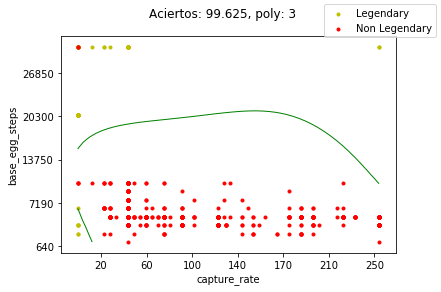 Aciertos: 99.625, poly: 3
Legendary
Non Legendary
base_egg_steps
26850
20300
13750
7190
640
20
60
100
140
170
210
250
capture_rate